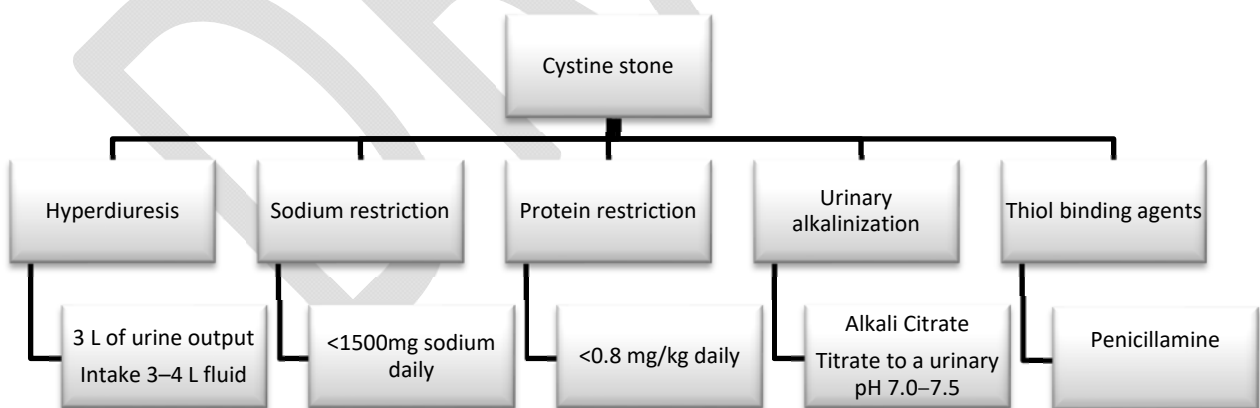 Cystine stone
Hyperdiuresis
Sodium restriction
Protein restriction
Urinary
alkalinization
Thiol binding agents
3 L of urine output
Intake 3–4 L fluid
<1500mg sodium
daily
<0.8 mg/kg daily
Alkali Citrate
Titrate to a urinary
pH 7.0–7.5
Penicillamine